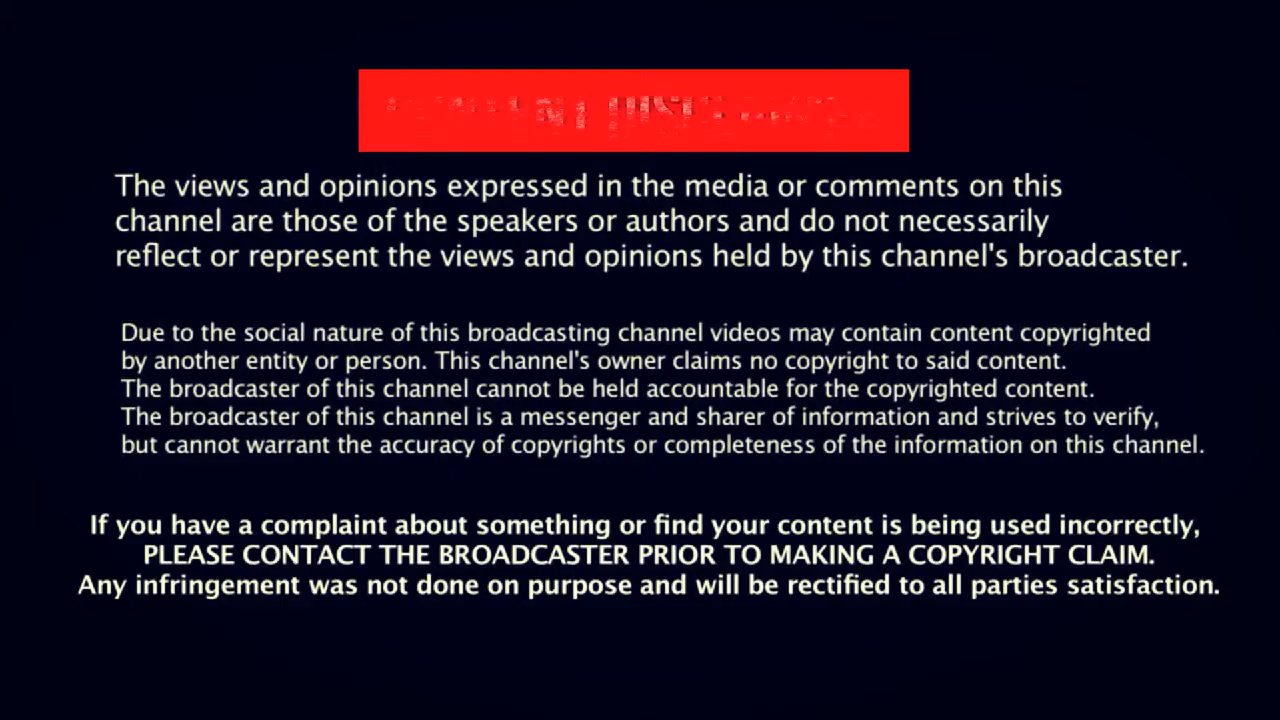 The views and opinions expressed in the media or comments on this
channel are those of the speakers or authors and do not necessarily
reflect or represent the views and opinions held by this channel's broadcaster.
Due to the social nature of this broadcasting channel videos may contain content copyrighted
by another entity or person. This channel's owner claims no copyright to said content.
The broadcaster of this channel cannot be held accountable for the copyrighted content.
The broadcaster of this channel is a messenger and sharer of information and strives to verify,
but cannot warrant the accuracy of copyrights or completeness of the information on this channel.
If you have a complaint about something or find your content is being used incorrectly,
PLEASE CONTACT THE BROADCASTER PRIOR TO MAKING A COPYRIGHT CLAIM.
Any infringement was not done on purpose and will be rectified to all parties satisfaction.